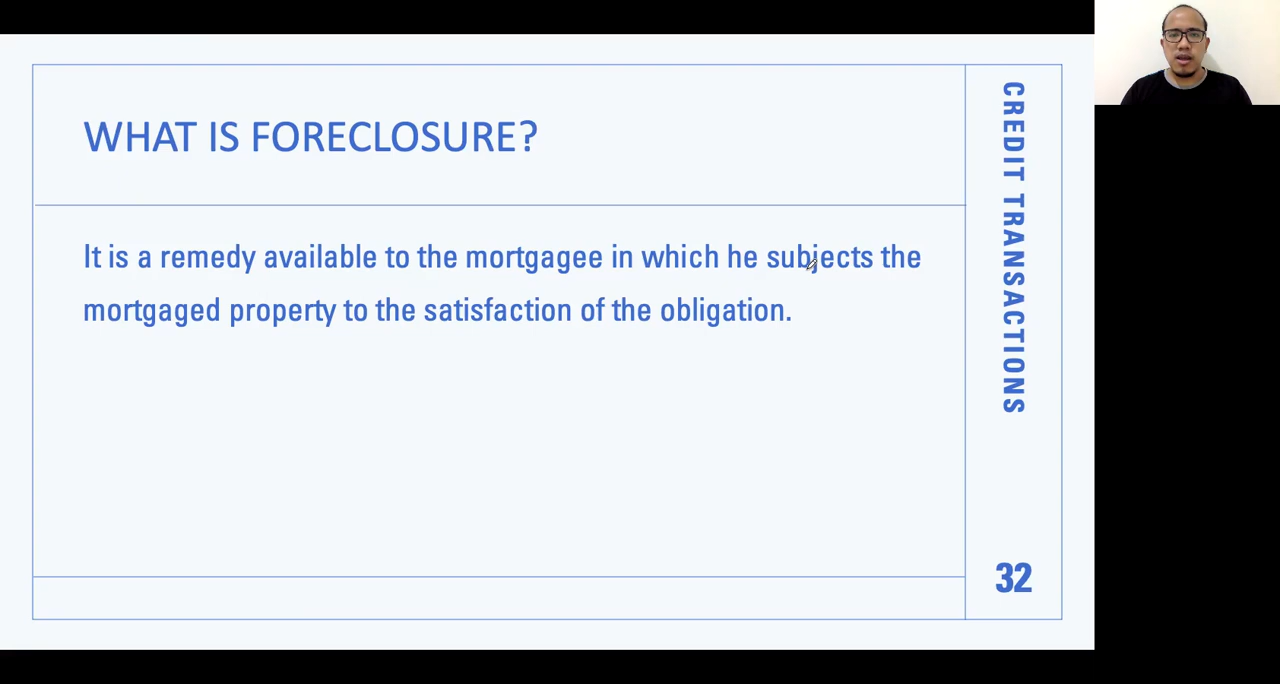 WHAT IS FORECLOSURE?
It is a remedy available to the mortgagee in which he subjects the
mortgaged property to the satisfaction of the obligation.
CREDIT TRANSACTIONS
32